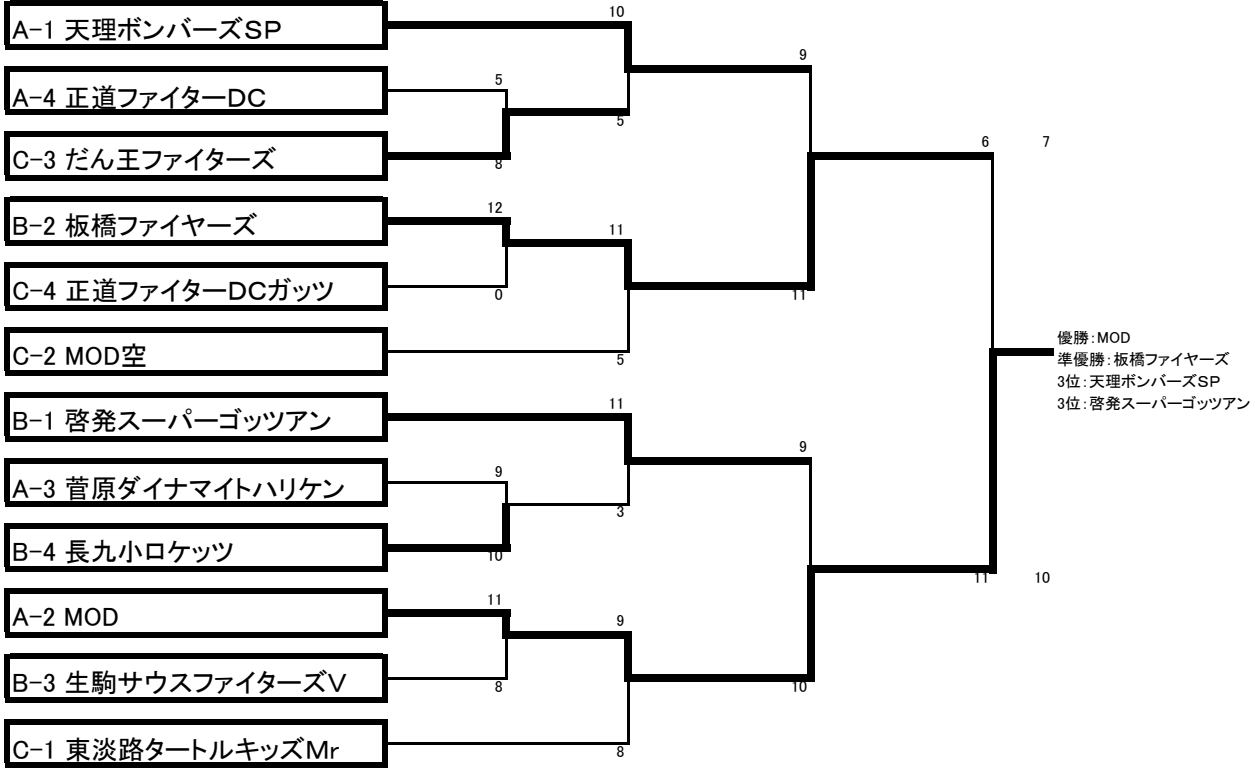 10
A-1 天理ボンバーズSP
9
5
A-4 正道ファイターDC
5
C-3 だん王ファイターズ
8
6 7
12
B-2 板橋ファイヤーズ
11
C-4 正道ファイターDCガッツ
0
11
C-2 MOD空
5
優勝:MOD
準優勝:板橋ファイヤーズ
3位:天理ボンバーズSP
3位:啓発スーパーゴッツアン
11
B-1 啓発スーパーゴッツアン
9
9
A-3 菅原ダイナマイトハリケン
3
B-4 長九小ロケッツ
10
11 10
11
A-2 MOD
9
B-3 生駒サウスファイターズV
8
10
C-1 東淡路タートルキッズMr
8